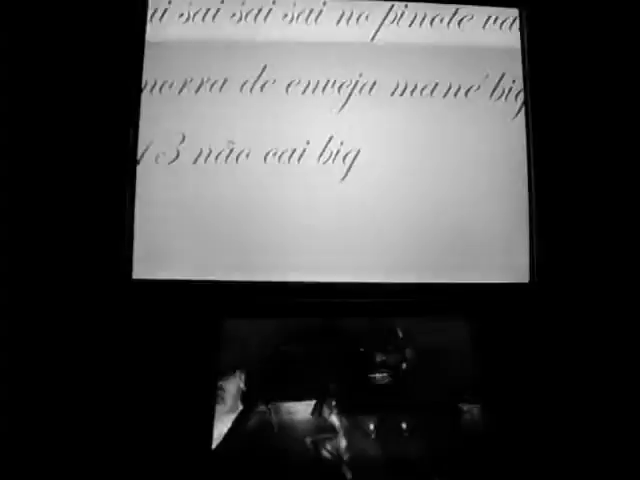 sai sai sai no pinote
morra de enveja mané big
13 não cai big